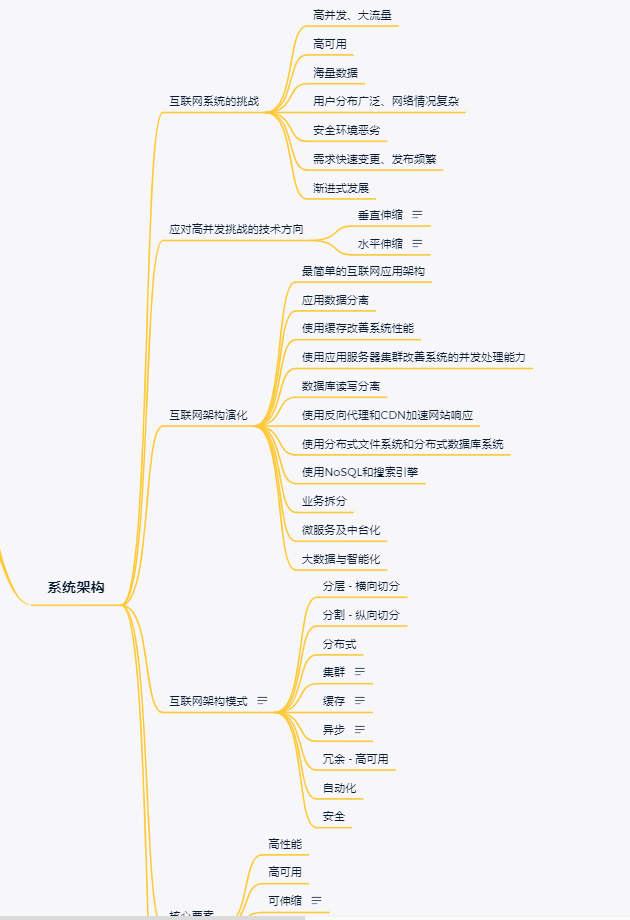 系统架构
互联网系统的挑战
高并发、大流量
高可用
海量数据
用户分布广泛、网络情况复杂
安全环境恶劣
需求快速变更、发布频繁
渐进式发展
应对高并发挑战的技术方向
垂直伸缩
水平伸缩
互联网架构演化
最简单的互联网应用架构
应用数据分离
使用缓存改善系统性能
使用应用服务器集群改善系统的并发处理能力
数据库读写分离
使用反向代理和CDN加速网站响应
使用分布式文件系统和分布式数据库系统
使用NoSQL和搜索引擎
业务拆分
微服务及中台化
大数据与智能化
互联网架构模式
分层 - 横向切分
分割 - 纵向切分
分布式
集群
缓存
异步
冗余 - 高可用
自动化
安全
核心要素
高性能
高可用
可伸缩